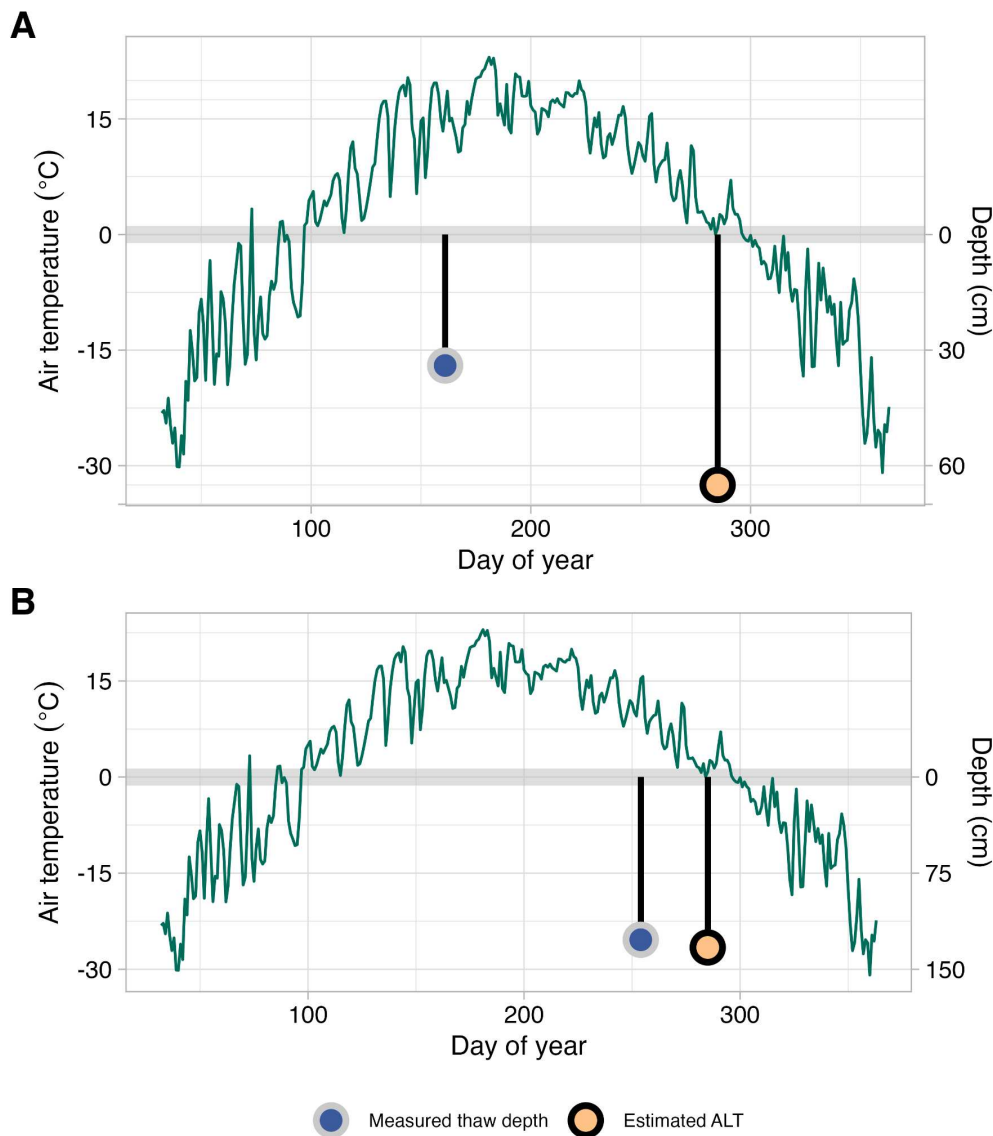 A
15
0
-15
-30
0
30
60
Air temperature (°C)
Depth (cm)
100 200 300
Day of year
B
15
0
-15
-30
0
75
150
Air temperature (°C)
Depth (cm)
100 200 300
Day of year
Measured thaw depth Estimated ALT